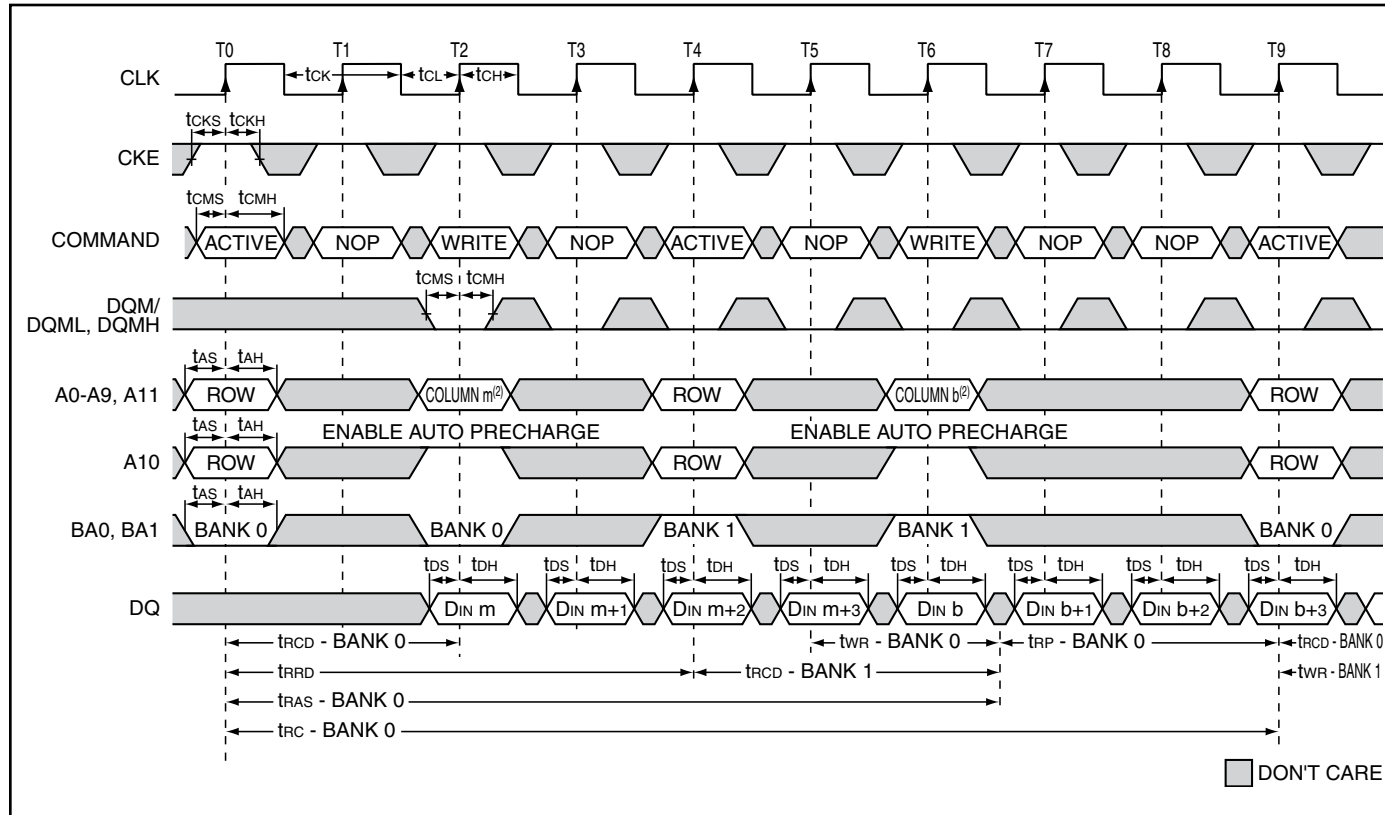 T0 T1 T2 T3 T4 T5 T6 T7 T8 T9
CLK tCK tCL tCH
tCKS tCKH
CKE
tCMS tCMH
COMMAND ACTIVE NOP WRITE NOP ACTIVE NOP WRITE NOP NOP ACTIVE
tCMS tCMH
DQM/
DQML, DQMH
tAS tAH
A0-A9, A11 ROW COLUMN m(2) ROW COLUMN b(2) ROW
tAS tAH ENABLE AUTO PRECHARGE ENABLE AUTO PRECHARGE
A10 ROW ROW ROW
tAS tAH
BA0, BA1 BANK 0 BANK 0 BANK 1 BANK 1 BANK 0
tDS tDH tDS tDH tDS tDH tDS tDH tDS tDH tDS tDH tDS tDH tDS tDH
DQ DIN m DIN m+1 DIN m+2 DIN m+3 DIN b DIN b+1 DIN b+2 DIN b+3
tRCD - BANK 0 tWR - BANK 0 tRP - BANK 0 tRCD - BANK 0
tRRD tRCD - BANK 1 tWR - BANK 1
tRAS - BANK 0
tRC - BANK 0
DON'T CARE